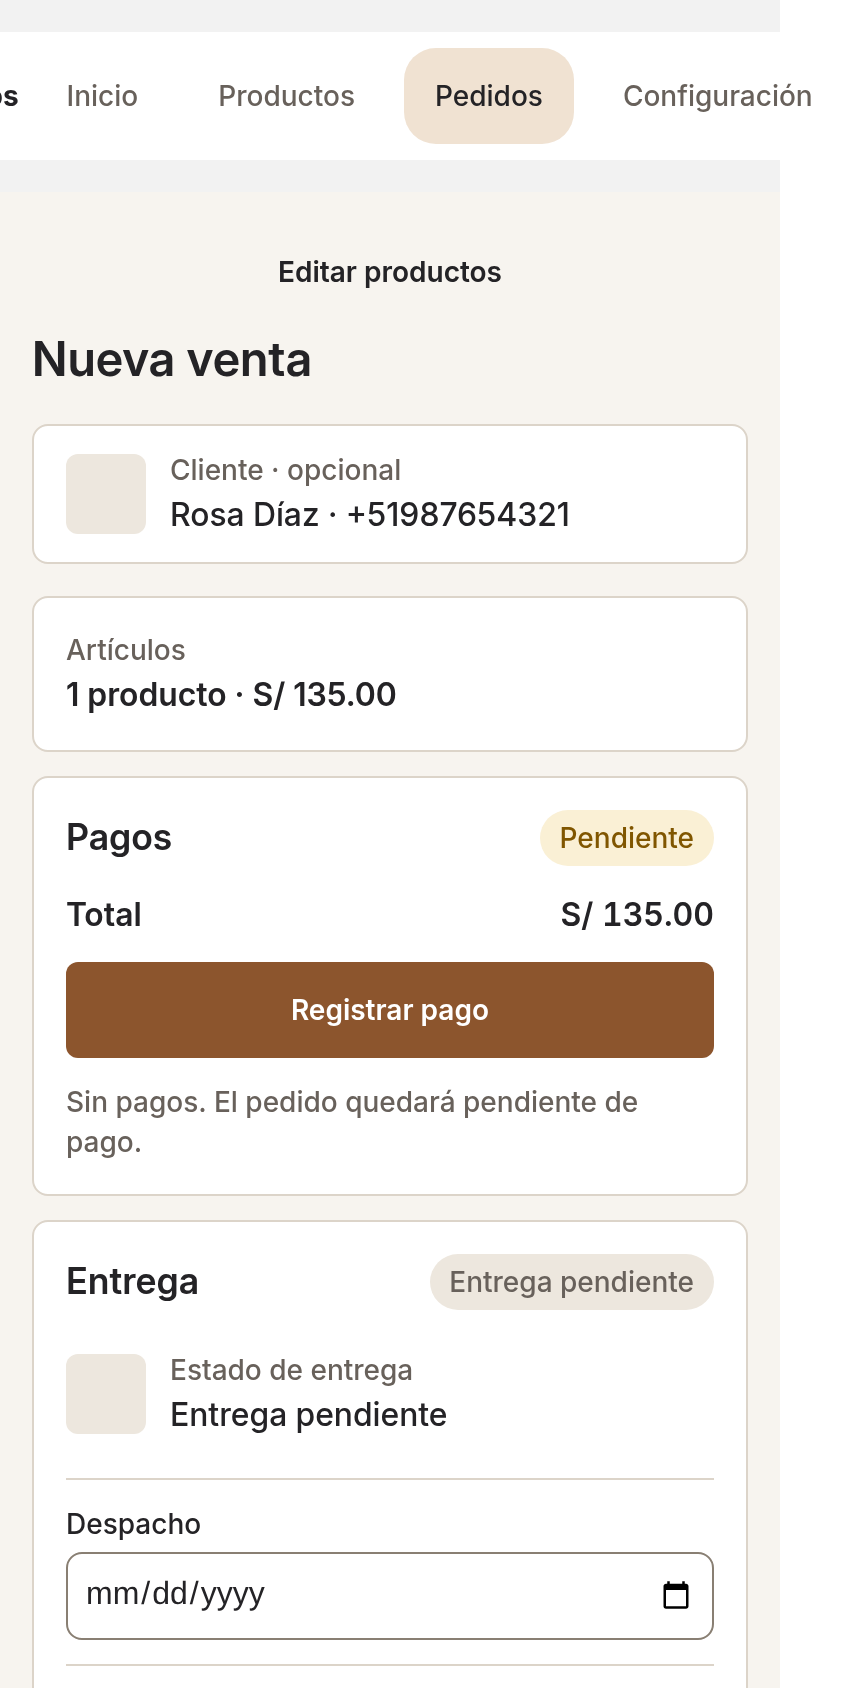 os Inicio Productos Pedidos Configuración
Editar productos
Nueva venta
Cliente · opcional
Rosa Díaz · +51987654321
Artículos
1 producto · S/ 135.00
Pagos Pendiente
Total S/ 135.00
Registrar pago
Sin pagos. El pedido quedará pendiente de
pago.
Entrega Entrega pendiente
Estado de entrega
Entrega pendiente
Despacho
mm/dd/yyyy